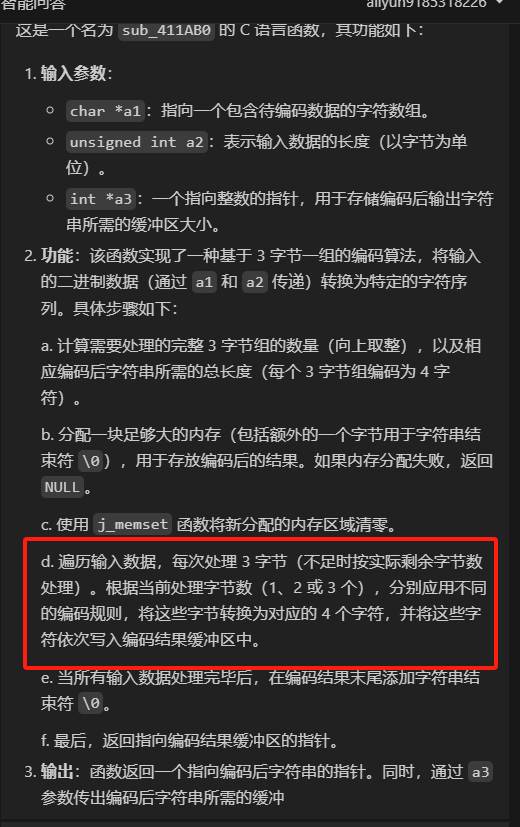 智能问答
aliyun9185318226
这是一个名为 sub_411AB0 的 C 语言函数，其功能如下：
1. 输入参数：
char *a1：指向一个包含待编码数据的字符数组。
unsigned int a2：表示输入数据的长度（以字节为单
位）。
int *a3：一个指向整数的指针，用于存储编码后输出字符
串所需的缓冲区大小。
2. 功能：该函数实现了一种基于 3 字节一组的编码算法，将输入
的二进制数据（通过 a1 和 a2 传递）转换为特定的字符序
列。具体步骤如下：
a. 计算需要处理的完整 3 字节组的数量（向上取整），以及相
应编码后字符串所需的总长度（每个 3 字节组编码为 4 字
符）。
b. 分配一块足够大的内存（包括额外的一个字节用于字符串结
束符 \0），用于存放编码后的结果。如果内存分配失败，返回
NULL。
c. 使用 j_memset 函数将新分配的内存区域清零。
d. 遍历输入数据，每次处理 3 字节（不足时按实际剩余字节数
处理）。根据当前处理字节数（1、2 或 3 个），分别应用不同
的编码规则，将这些字节转换为对应的 4 个字符，并将这些字
符依次写入编码结果缓冲区中。
e. 当所有输入数据处理完毕后，在编码结果末尾添加字符串结
束符 \0。
f. 最后，返回指向编码结果缓冲区的指针。
3. 输出：函数返回一个指向编码后字符串的指针。同时，通过 a3
参数传出编码后字符串所需的缓冲